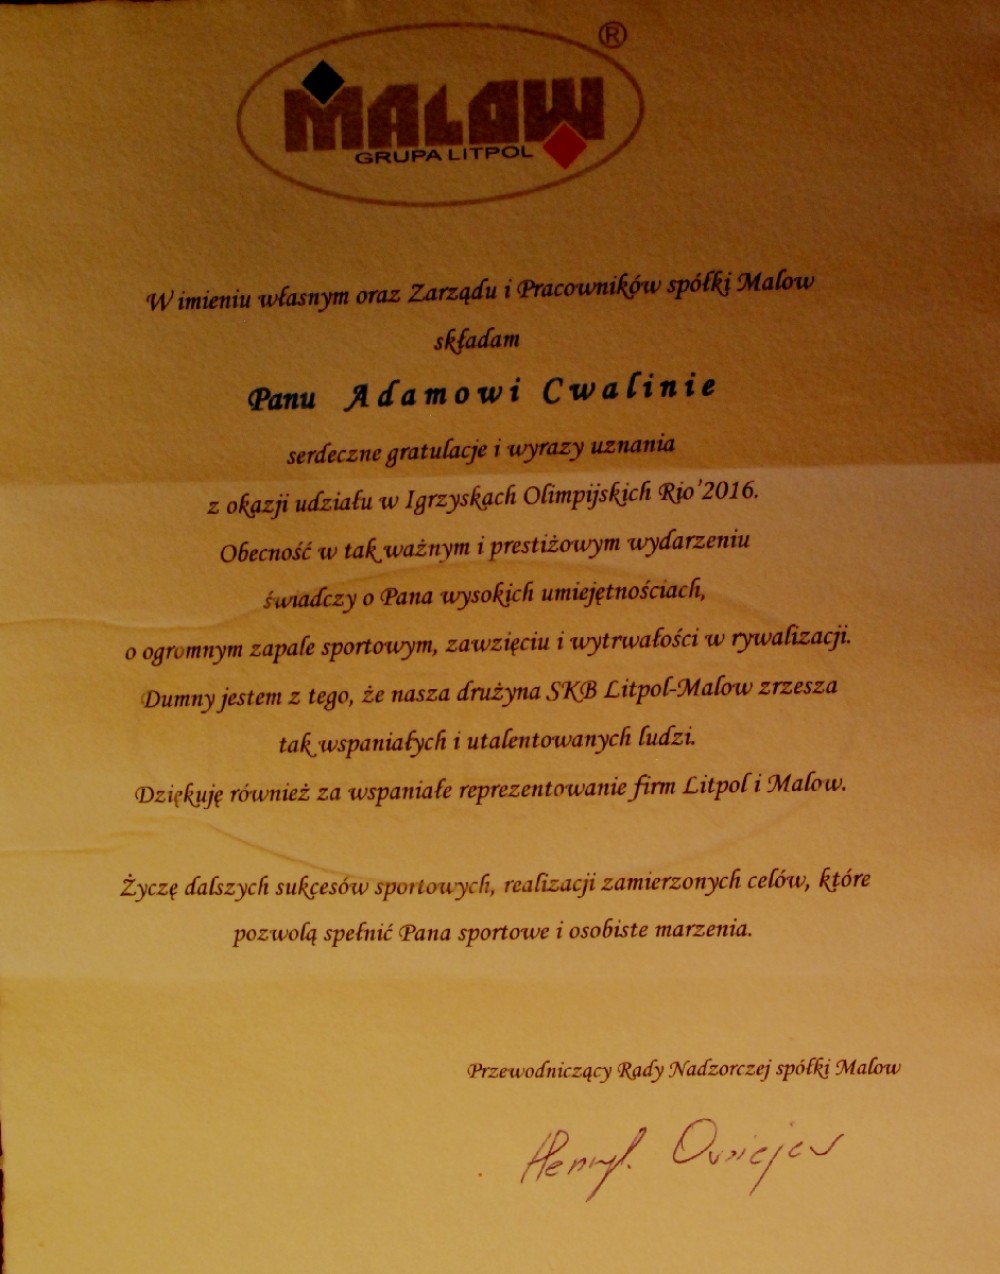 ®
MALOW
GRUPA LITPOL
W imieniu własnym oraz Zarządu i Pracowników spółki Malow
składam
Panu Adamowi Cwalinie
serdeczne gratulacje i wyrazy uznania
z okazji udziału w Igrzyskach Olimpijskich Rio'2016.
Obecność w tak ważnym i prestiżowym wydarzeniu
świadczy o Pana wysokich umiejętnościach,
o ogromnym zapale sportowym, zawzięciu i wytrwałości w rywalizacji.
Dumny jestem z tego, że nasza drużyna SKB Litpol-Malow zrzesza
tak wspaniałych i utalentowanych ludzi.
Dziękuję również za wspaniałe reprezentowanie firm Litpol i Malow.
Życzę dalszych sukcesów sportowych, realizacji zamierzonych celów, które
pozwolą spełnić Pana sportowe i osobiste marzenia.
Przewodniczący Rady Nadzorczej spółki Malow